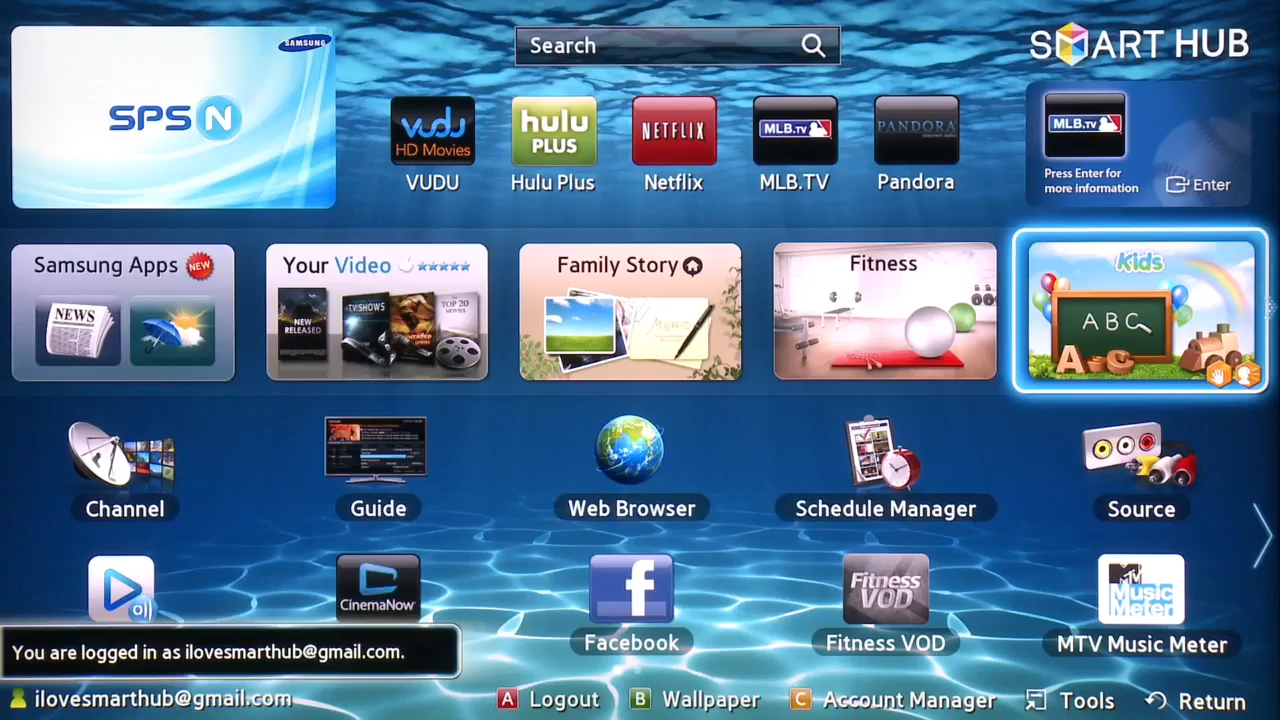 SAMSUNG
SPSN
Search
SMART HUB
vudu
HD Movies
hulu
PLUS
NETFLIX
MLB.TV
PANDORA
MLB.TV
VUDU
Hulu Plus
Netflix
MLB.TV
Pandora
Press Enter for
more information
Enter
Samsung Apps
NEW
NEWS
Your Video
NEW
RELEASED
TV SHOWS
TOP 20
MOVIES
Family Story
Memo
Fitness
Kids
ABC
A C
Channel
Guide
Web Browser
Schedule Manager
Source
CinemaNow
f
Fitness
VOD
MTV
Music
Meter
Facebook
Fitness VOD
MTV Music Meter
You are logged in as ilovesmarthub@gmail.com.
ilovesmarthub@gmail.com
A Logout
B Wallpaper
C Account Manager
Tools
Return